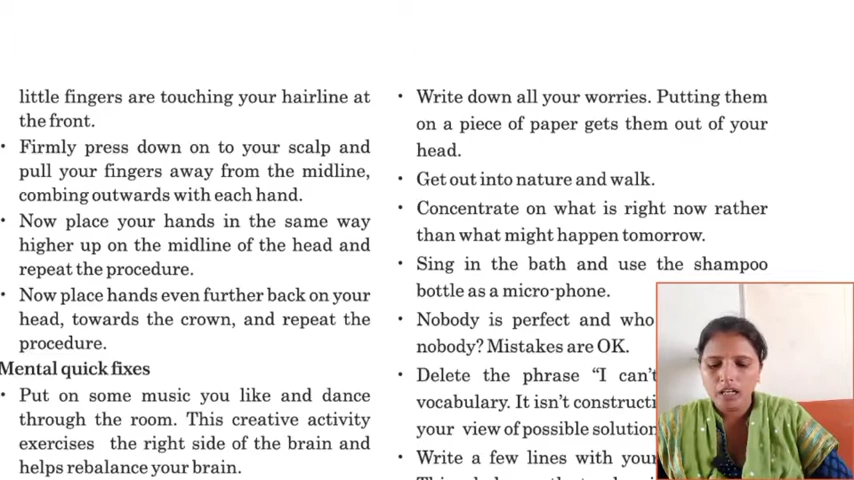 little fingers are touching your hairline at
the front.
• Firmly press down on to your scalp and
pull your fingers away from the midline,
combing outwards with each hand.
• Now place your hands in the same way
higher up on the midline of the head and
repeat the procedure.
• Now place hands even further back on your
head, towards the crown, and repeat the
procedure.
Mental quick fixes
• Put on some music you like and dance
through the room. This creative activity
exercises the right side of the brain and
helps rebalance your brain.
• Write down all your worries. Putting them
on a piece of paper gets them out of your
head.
• Get out into nature and walk.
• Concentrate on what is right now rather
than what might happen tomorrow.
• Sing in the bath and use the shampoo
bottle as a micro-phone.
• Nobody is perfect and who
nobody? Mistakes are OK.
• Delete the phrase “I can't
vocabulary. It isn't
your view of possible
• Write a few lines with